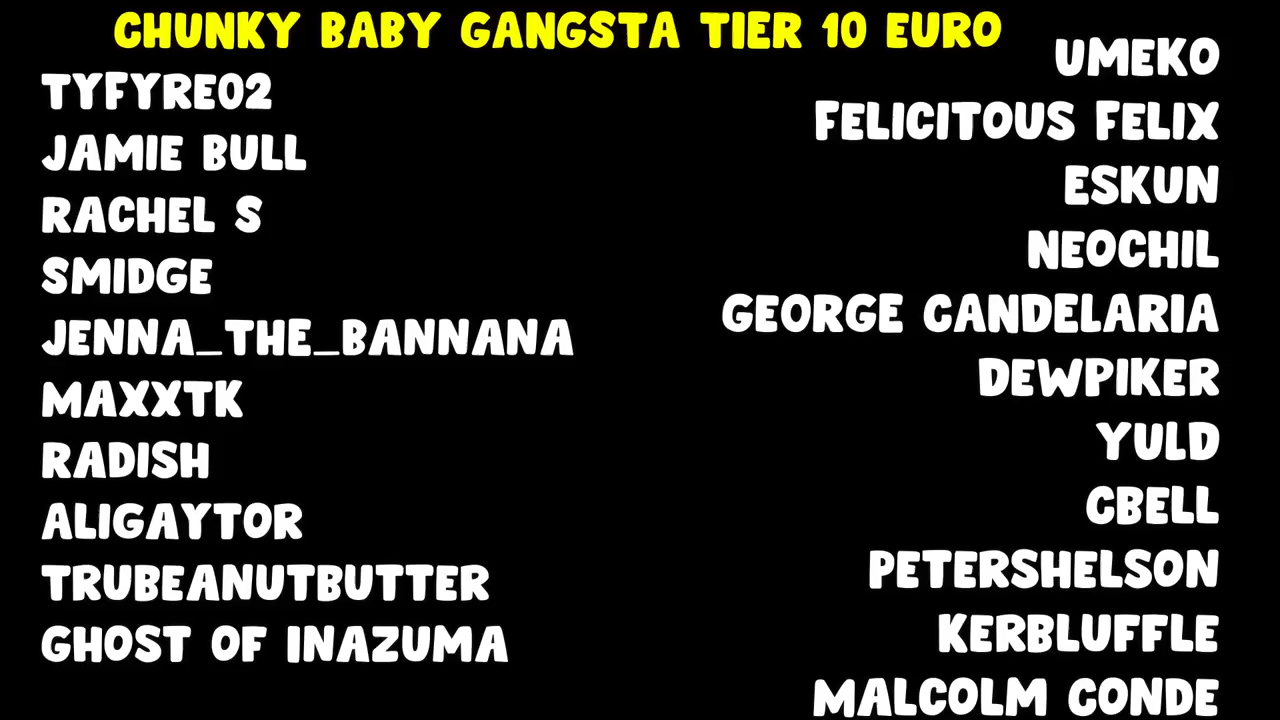 CHUNKY BABY GANGSTA TIER 10 EURO
TYFYRE02
JAMIE BULL
RACHEL S
SMIDGE
JENNA_THE_BANNANA
MAXXTK
RADISH
ALIGAYTOR
TRUBEANUTBUTTER
GHOST OF INAZUMA
UMEKO
FELICITOUS FELIX
ESKUN
NEOCHIL
GEORGE CANDELARIA
DEWPIKER
YULD
CBELL
PETERSHELSON
KERBLUFFLE
MALCOLM CONDE